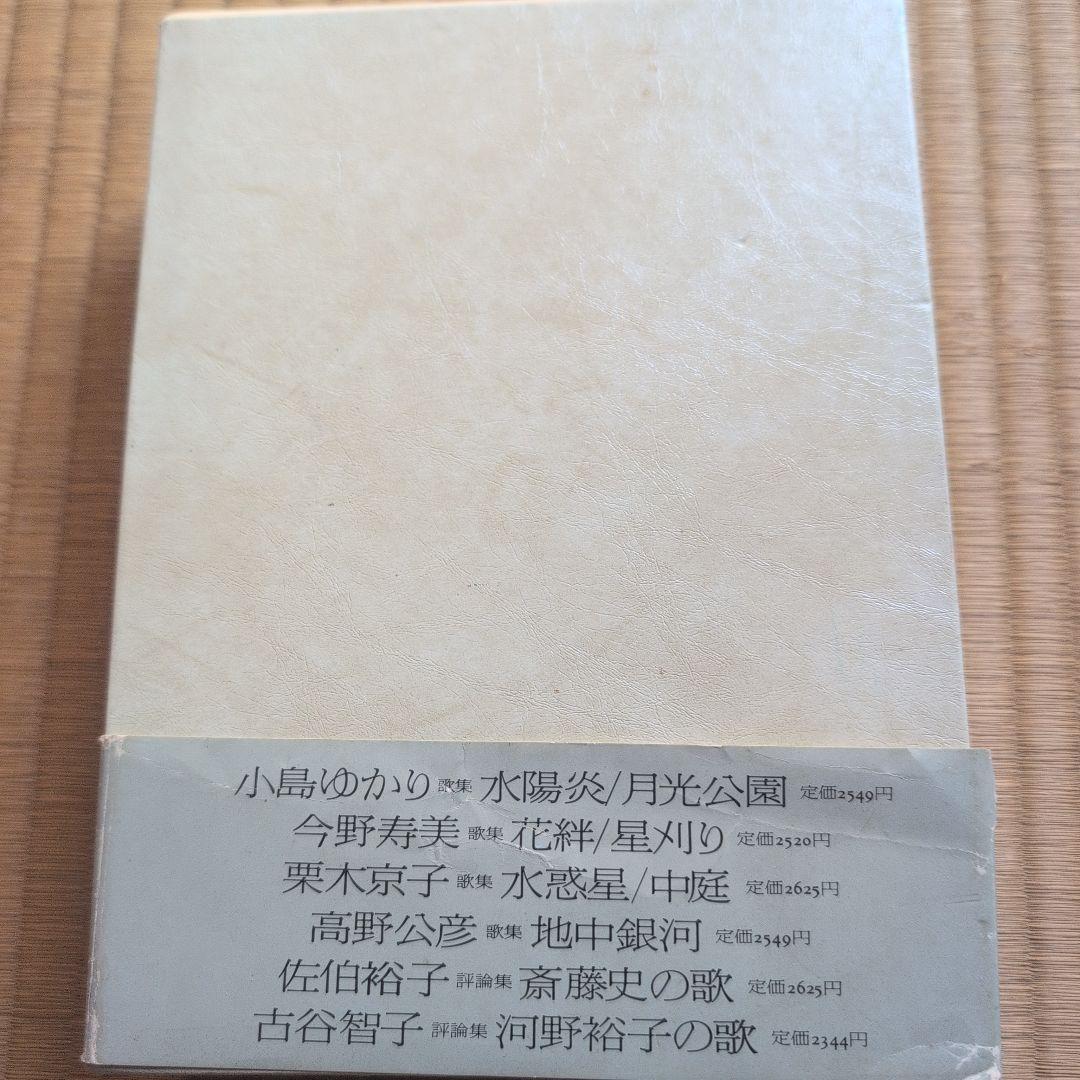 小島ゆかり 歌集 水陽炎/月光公園 定価2549円
今野寿美 歌集 花絆/星刈り 定価2520円
栗木京子 歌集 水惑星/中庭 定価2625円
高野公彦 歌集 地中銀河 定価2549円
佐伯裕子 評論集 斎藤史の歌 定価2625円
古谷智子 評論集 河野裕子の歌 定価2344円